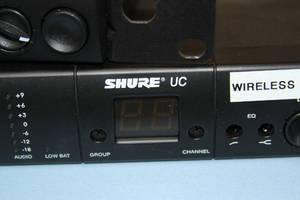 SHURE® UC
WIRELESS
+9
+6
+3
0
-6
-12
-18
AUDIO LOW BAT
GROUP CHANNEL
EQ